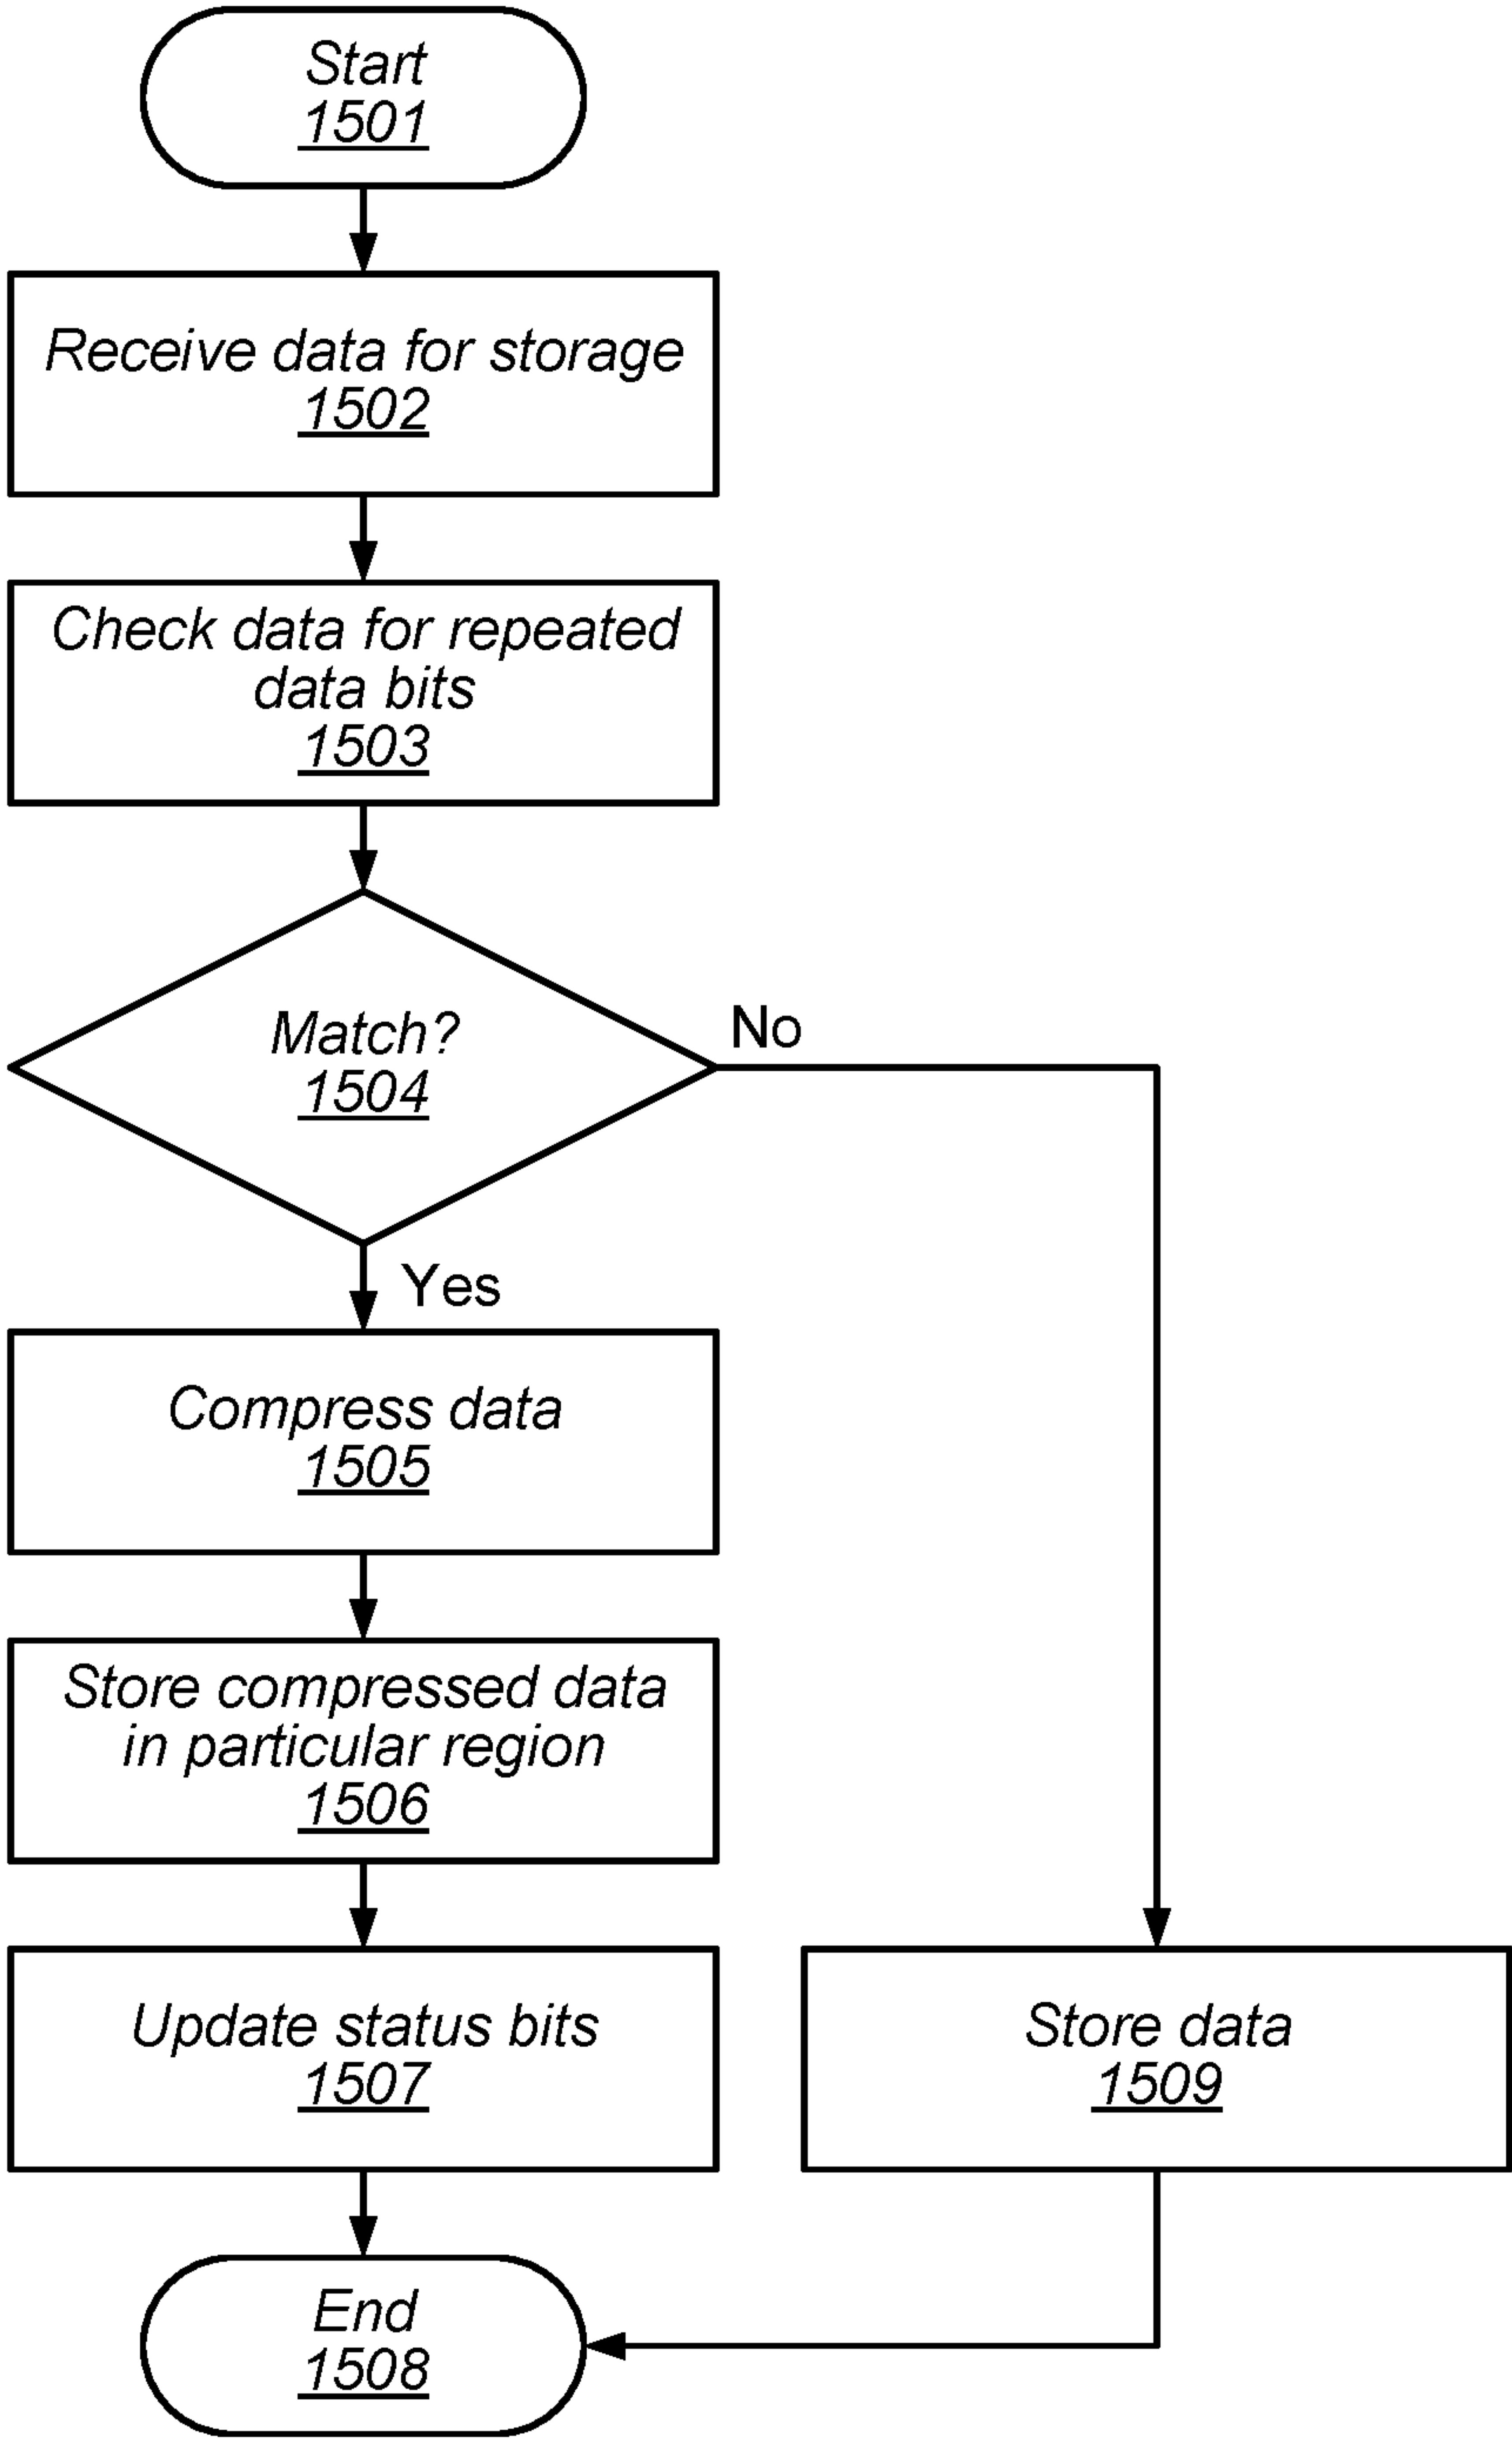 Start
1501
Receive data for storage
1502
Check data for repeated
data bits
1503
Match?
1504
No
Yes
Compress data
1505
Store compressed data
in particular region
1506
Update status bits
1507
Store data
1509
End
1508